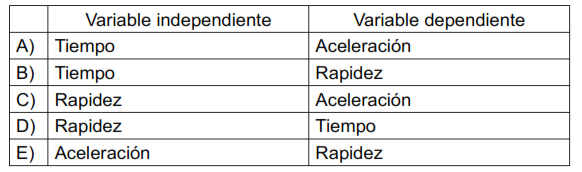 Variable independiente Variable dependiente
A) Tiempo Aceleración
B) Tiempo Rapidez
C) Rapidez Aceleración
D) Rapidez Tiempo
E) Aceleración Rapidez